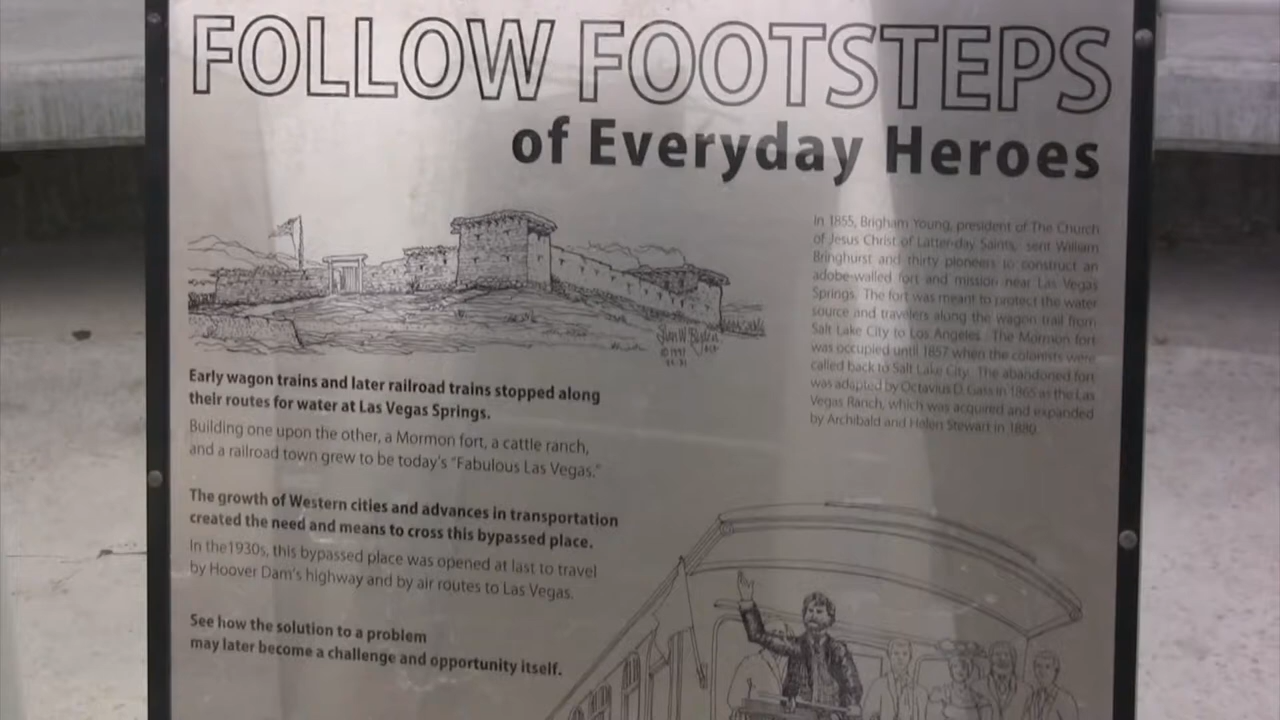 FOLLOW FOOTSTEPS
of Everyday Heroes
In 1855, Brigham Young, president of The Church
of Jesus Christ of Latter-day Saints, sent William
Bringhurst and thirty pioneers to construct an
adobe-walled fort and mission near Las Vegas
Springs. The fort was meant to protect the water
source and travelers along the wagon trail from
Salt Lake City to Los Angeles. The Mormon fort
was occupied until 1857 when the colonists were
called back to Salt Lake City. The abandoned fort
was adapted by Octavius D. Gass in 1865 as the Las
Vegas Ranch, which was acquired and expanded
by Archibald and Helen Stewart in 1880.
©1997
Early wagon trains and later railroad trains stopped along
their routes for water at Las Vegas Springs.
Building one upon the other, a Mormon fort, a cattle ranch,
and a railroad town grew to be today's "Fabulous Las Vegas."
The growth of Western cities and advances in transportation
created the need and means to cross this bypassed place.
In the1930s, this bypassed place was opened at last to travel
by Hoover Dam's highway and by air routes to Las Vegas.
See how the solution to a problem
may later become a challenge and opportunity itself.